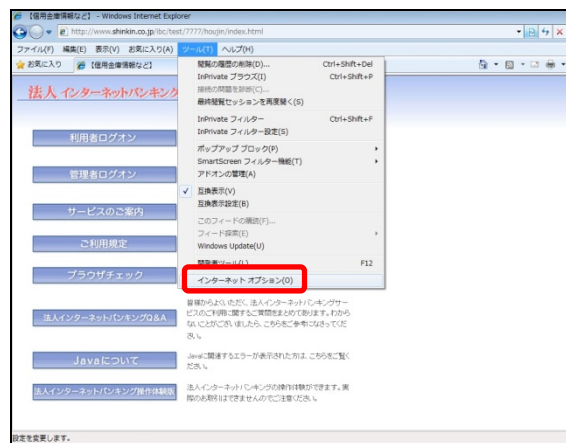 【信用金庫情報など】 - Windows Internet Explorer
http://www.shinkin.co.jp/ibc/test/7777/houjin/index.html
ファイル(F) 編集(E) 表示(V) お気に入り(A) ツール(T) ヘルプ(H)
お気に入り 【信用金庫情報など】
閲覧の履歴の削除(D)... Ctrl+Shift+Del
InPrivate ブラウズ(I) Ctrl+Shift+P
接続の問題を診断(C)...
最終閲覧セッションを再度開く(S)
InPrivate フィルター Ctrl+Shift+F
InPrivate フィルター設定(S)
ポップアップ ブロック(P)
SmartScreen フィルター機能(T)
アドオンの管理(A)
互換表示(V)
互換表示設定(B)
このフィードの購読(F)...
フィード探索(E)
Windows Update(U)
開発者ツール(L) F12
インターネット オプション(O)
法人 インターネットバンキング
利用者ログオン
管理者ログオン
サービスのご案内
ご利用規定
ブラウザチェック
法人インターネットバンキングQ&A
皆様からよくいただく、法人インターネットバンキングサー
ビスのご利用に関するご質問をまとめてあります。わから
ないことがございましたら、こちらをご参考になさってくだ
さい。
Javaについて
Javaに関連するエラーが表示された方は、こちらをご覧く
ださい。
法人インターネットバンキング操作体験版
法人インターネットバンキングの操作体験ができます。実
際のお取引はできませんのでご注意ください。
設定を変更します。